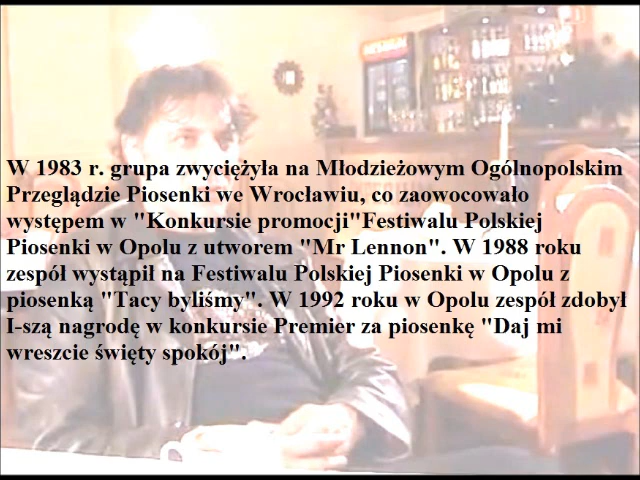 W 1983 r. grupa zwyciężyła na Młodzieżowym Ogólnopolskim
Przeglądzie Piosenki we Wrocławiu, co zaowocowało
występem w "Konkursie promocji"Festiwalu Polskiej
Piosenki w Opolu z utworem "Mr Lennon". W 1988 roku
zespół wystąpił na Festiwalu Polskiej Piosenki w Opolu z
piosenką "Tacy byliśmy". W 1992 roku w Opolu zespół zdobył
I-szą nagrodę w konkursie Premier za piosenkę "Daj mi
wreszcie święty spokój".